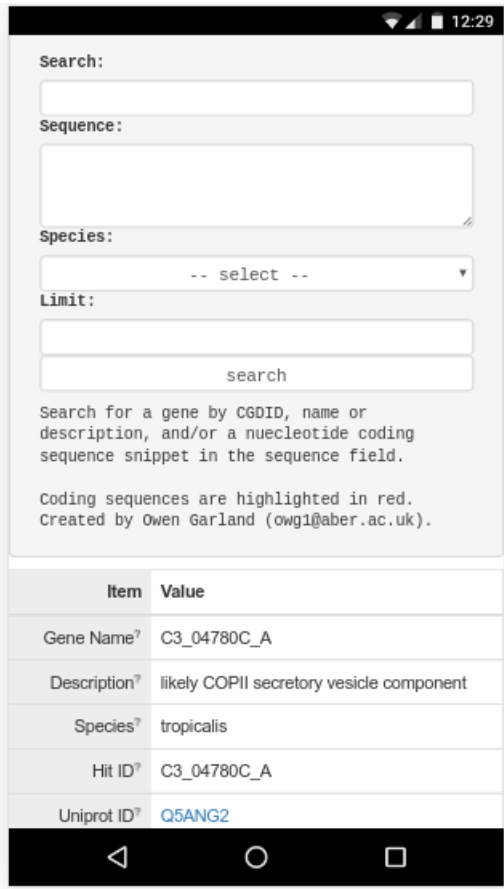 12:29
Search:
Sequence:
Species:
-- select --
Limit:
search
Search for a gene by CGDID, name or
description, and/or a nuecleotide coding
sequence snippet in the sequence field.
Coding sequences are highlighted in red.
Created by Owen Garland (owg1@aber.ac.uk).
Item Value
Gene Name? C3_04780C_A
Description? likely COPII secretory vesicle component
Species? tropicalis
Hit ID? C3_04780C_A
Uniprot ID? Q5ANG2